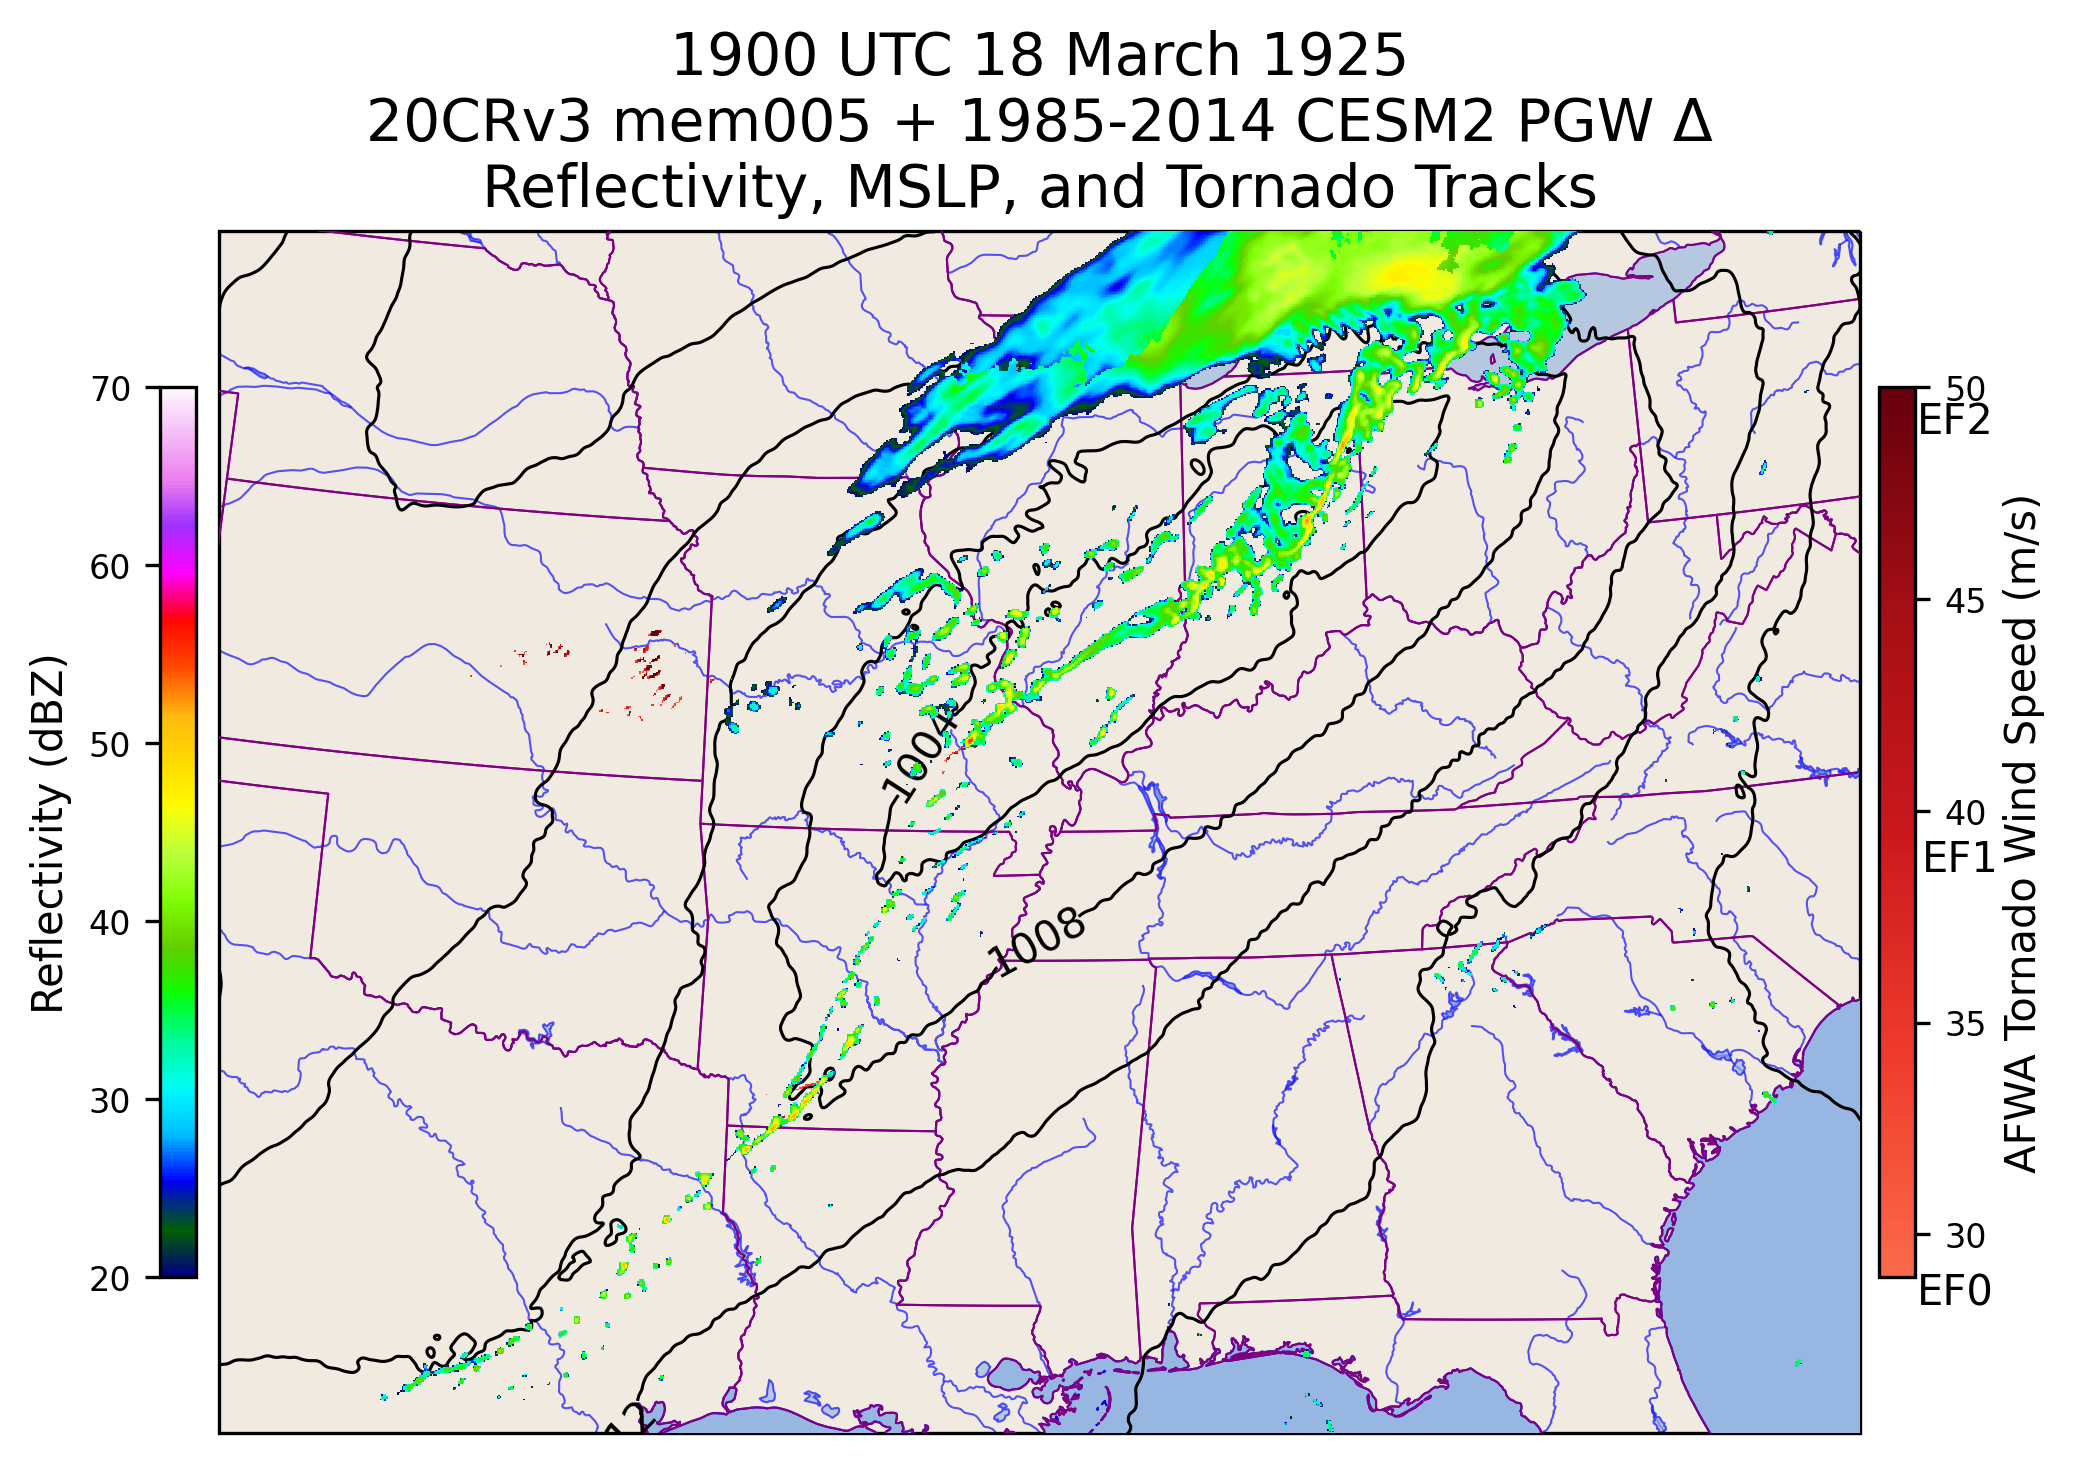 1900 UTC 18 March 1925
20CRv3 mem005 + 1985-2014 CESM2 PGW Δ
Reflectivity, MSLP, and Tornado Tracks
70
60
50
40
30
20
Reflectivity (dBZ)
1004
1008
50
EF2
45
40
EF1
35
30
EF0
AFWA Tornado Wind Speed (m/s)